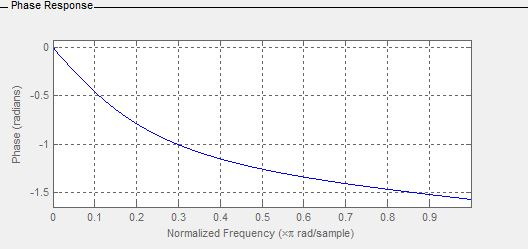 Phase Response
0
-0.5
-1
-1.5
Phase (radians)
0 0.1 0.2 0.3 0.4 0.5 0.6 0.7 0.8 0.9
Normalized Frequency (×π rad/sample)